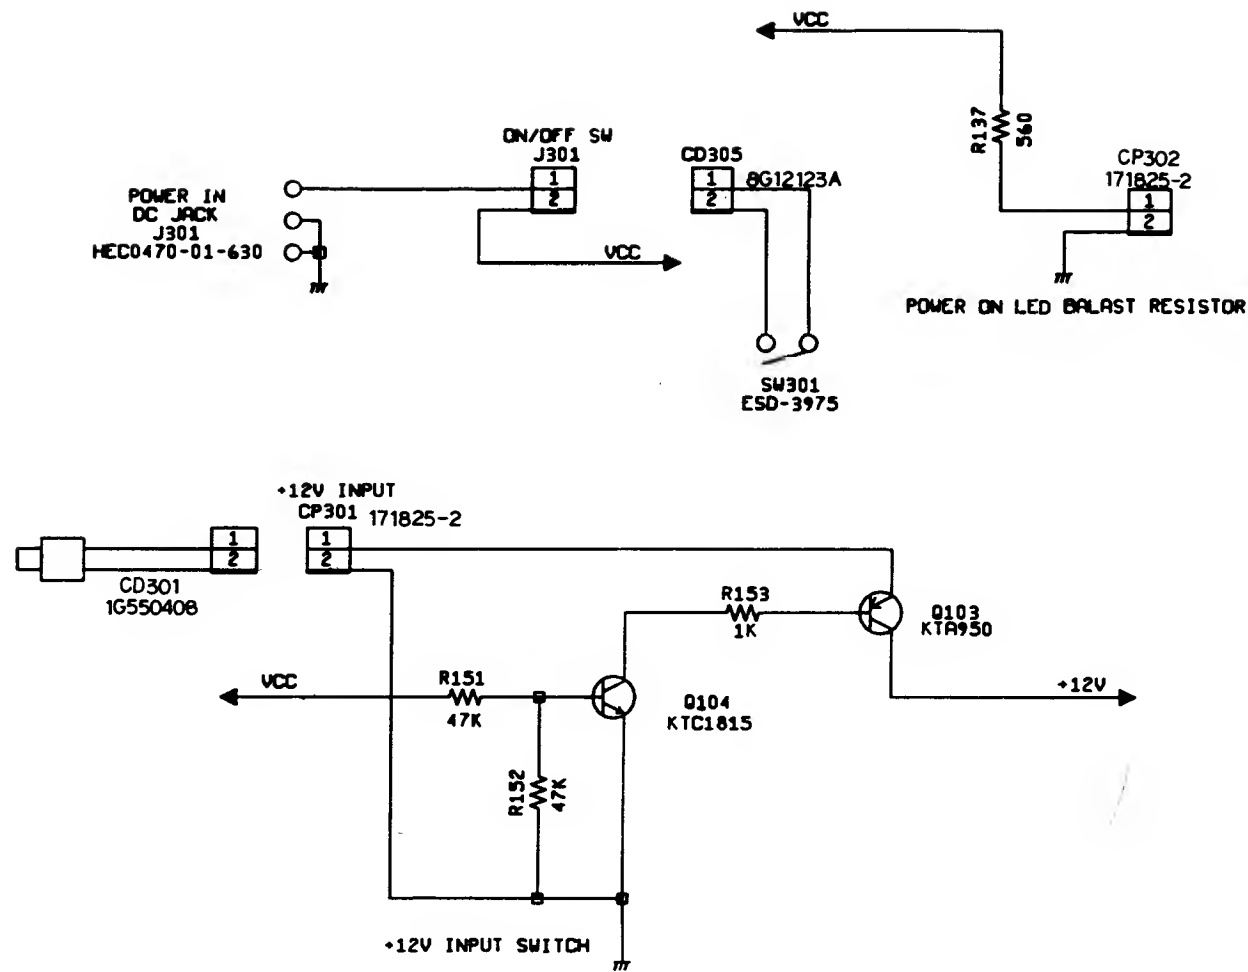 VCC
R137
560
ON/OFF SW
J301
1
2
CD305
1
2
8G12123A
CP302
171825-2
1
2
POWER IN
DC JACK
J301
HEC0470-01-630
VCC
POWER ON LED BALAST RESISTOR
SW301
ESD-3975
+12V INPUT
CP301 171825-2
1
2
1
2
CD301
1G550408
R153
1K
Q103
KTA950
VCC
R151
47K
Q104
KTC1815
+12V
R152
47K
+12V INPUT SWITCH